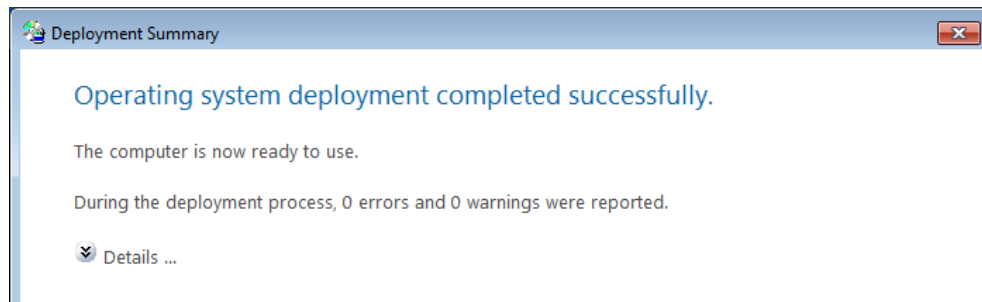 Deployment Summary
Operating system deployment completed successfully.
The computer is now ready to use.
During the deployment process, 0 errors and 0 warnings were reported.
Details ...